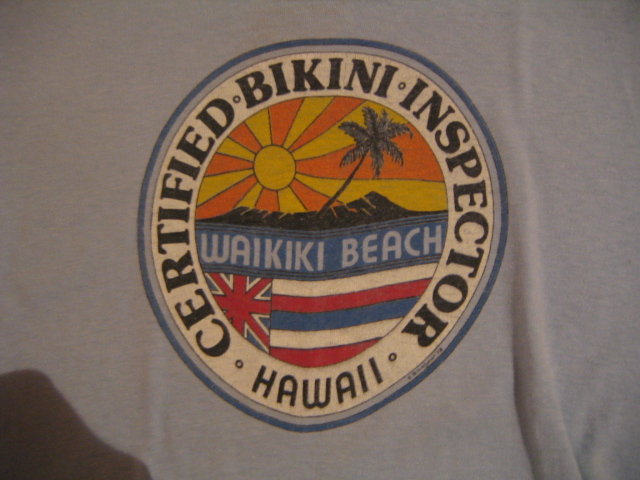 CERTIFIED·BIKINI·INSPECTOR
WAIKIKI BEACH
HAWAII